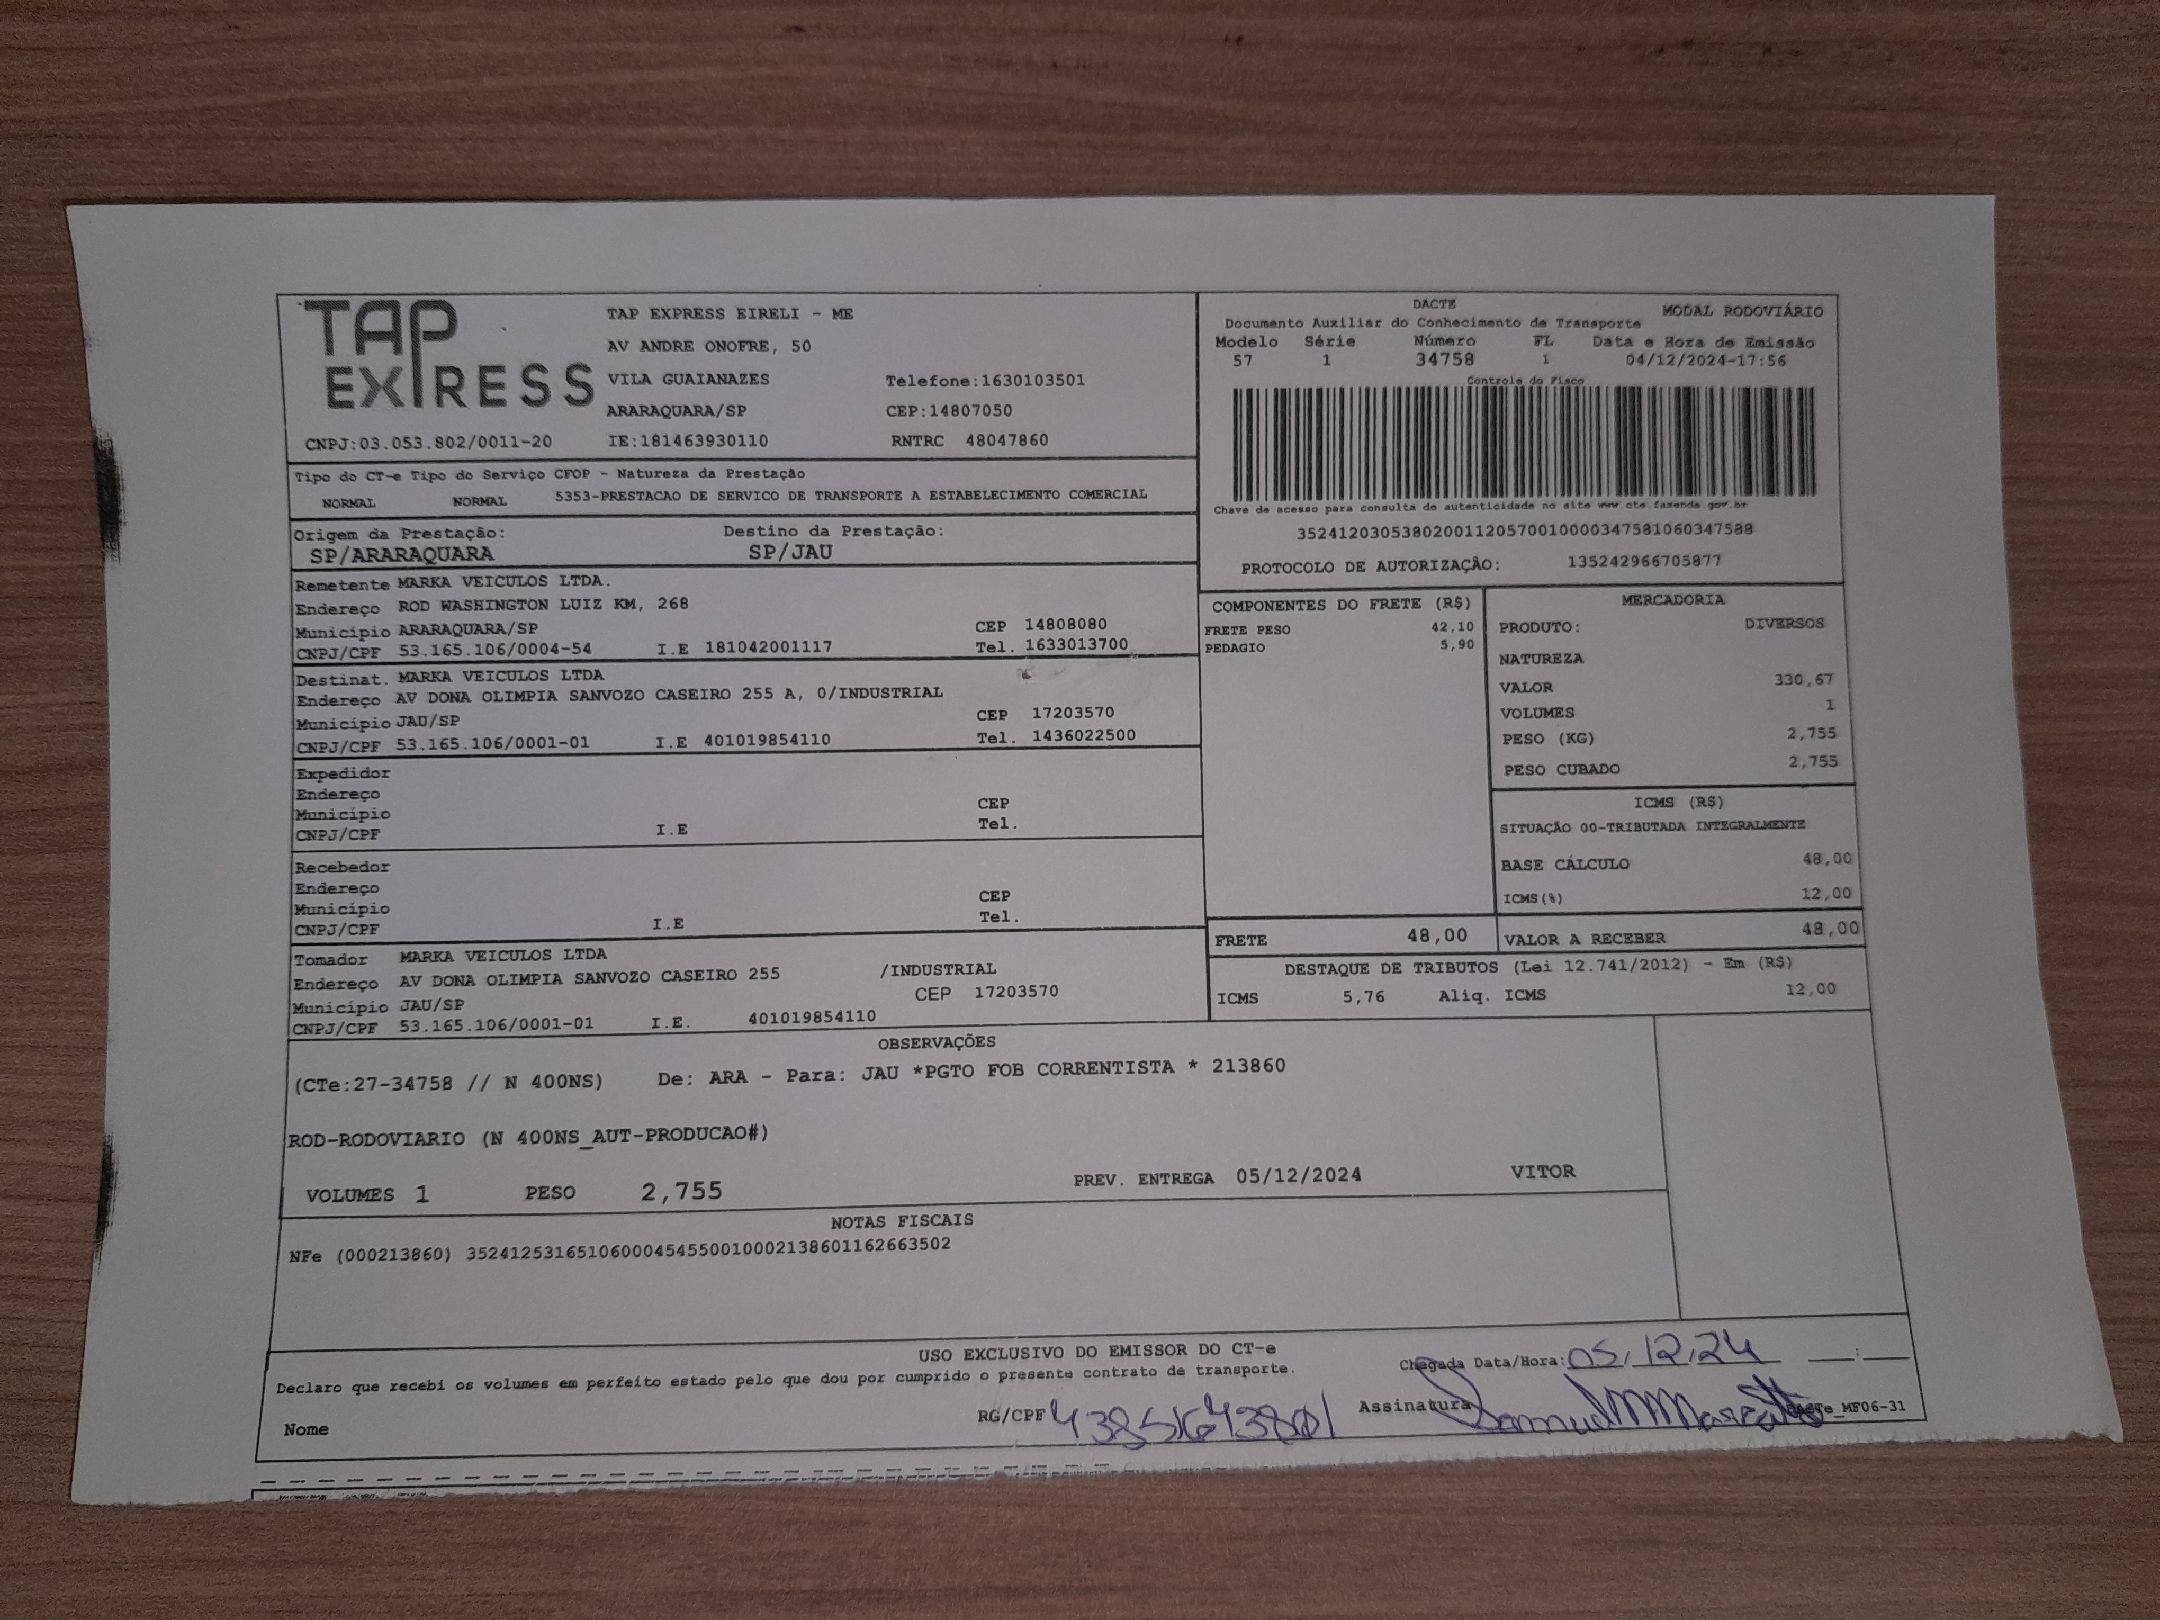 TAP EXPRESS
TAP EXPRESS EIRELI - ME
AV ANDRE ONOFRE, 50
VILA GUAIANAZES Telefone:1630103501
ARARAQUARA/SP CEP:14807050
CNPJ:03.053.802/0011-20 IE:181463930110 RNTRC 48047860
DACTE MODAL RODOVIÁRIO
Documento Auxiliar do Conhecimento de Transporte
Modelo Série Número FL Data e Hora de Emissão
57 1 34758 1 04/12/2024-17:56
Controle do Fisco
Chave de acesso para consulta de autenticidade no site www.cte.fazenda.gov.br
35241203053802001120570010000347581060347588
PROTOCOLO DE AUTORIZAÇÃO: 135242966705877
Tipo do CT-e Tipo do Serviço CFOP - Natureza da Prestação
NORMAL NORMAL 5353-PRESTACAO DE SERVICO DE TRANSPORTE A ESTABELECIMENTO COMERCIAL
Origem da Prestação: Destino da Prestação:
SP/ARARAQUARA SP/JAU
Remetente MARKA VEICULOS LTDA.
Endereço ROD WASHINGTON LUIZ KM, 268
Município ARARAQUARA/SP CEP 14808080
CNPJ/CPF 53.165.106/0004-54 I.E 181042001117 Tel. 1633013700
Destinat. MARKA VEICULOS LTDA
Endereço AV DONA OLIMPIA SANVOZO CASEIRO 255 A, 0/INDUSTRIAL
Município JAU/SP CEP 17203570
CNPJ/CPF 53.165.106/0001-01 I.E 401019854110 Tel. 1436022500
Expedidor
Endereço
Município CEP
CNPJ/CPF I.E Tel.
Recebedor
Endereço
Município CEP
CNPJ/CPF I.E Tel.
Tomador MARKA VEICULOS LTDA
Endereço AV DONA OLIMPIA SANVOZO CASEIRO 255 /INDUSTRIAL
Município JAU/SP CEP 17203570
CNPJ/CPF 53.165.106/0001-01 I.E. 401019854110
COMPONENTES DO FRETE (R$)
FRETE PESO 42,10
PEDAGIO 5,90
MERCADORIA
PRODUTO: DIVERSOS
NATUREZA
VALOR 330,67
VOLUMES 1
PESO (KG) 2,755
PESO CUBADO 2,755
ICMS (R$)
SITUAÇÃO 00-TRIBUTADA INTEGRALMENTE
BASE CÁLCULO 48,00
ICMS(%) 12,00
FRETE 48,00 VALOR A RECEBER 48,00
DESTAQUE DE TRIBUTOS (Lei 12.741/2012) - Em (R$)
ICMS 5,76 Aliq. ICMS 12,00
OBSERVAÇÕES
(CTe:27-34758 // N 400NS) De: ARA - Para: JAU *PGTO FOB CORRENTISTA * 213860
ROD-RODOVIARIO (N 400NS_AUT-PRODUCAO#)
VOLUMES 1 PESO 2,755 PREV. ENTREGA 05/12/2024 VITOR
NOTAS FISCAIS
NFe (000213860) 35241253165106000454550010002138601162663502
USO EXCLUSIVO DO EMISSOR DO CT-e
Declaro que recebi os volumes em perfeito estado pelo que dou por cumprido o presente contrato de transporte.
Chegada Data/Hora: 05/12/24 __:__
Nome RG/CPF Assinatura Samuel MF06-31